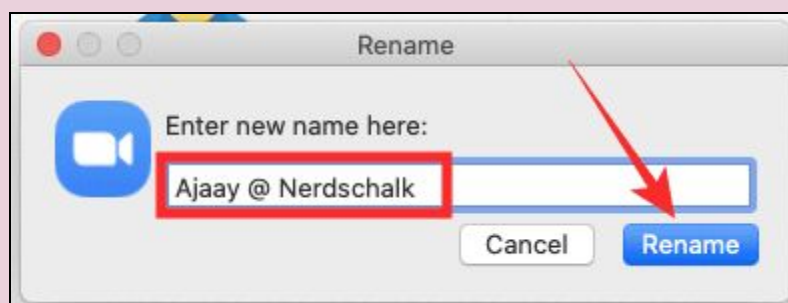 Rename
Enter new name here:
Ajaay @ Nerdschalk
Cancel Rename